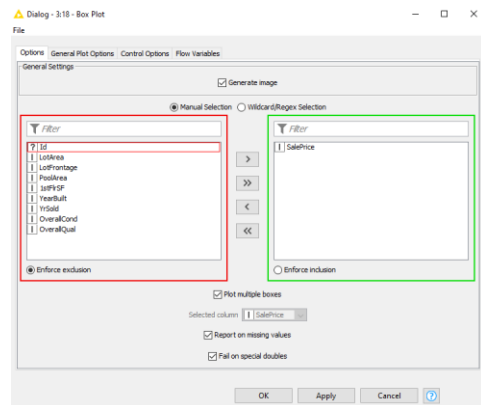 Dialog - 3:18 - Box Plot
File
Options General Plot Options Control Options Flow Variables
General Settings
Generate image
Manual Selection Wildcard/Regex Selection
Filter
Filter
? Id
I SalePrice
I LotArea
I LotFrontage
I PoolArea
I 1stFlrSF
I YearBuilt
I YrSold
I OverallCond
I OverallQual
>
>>
<
<<
Enforce exclusion
Enforce inclusion
Plot multiple boxes
Selected column I SalePrice
Report on missing values
Fail on special doubles
OK Apply Cancel ?